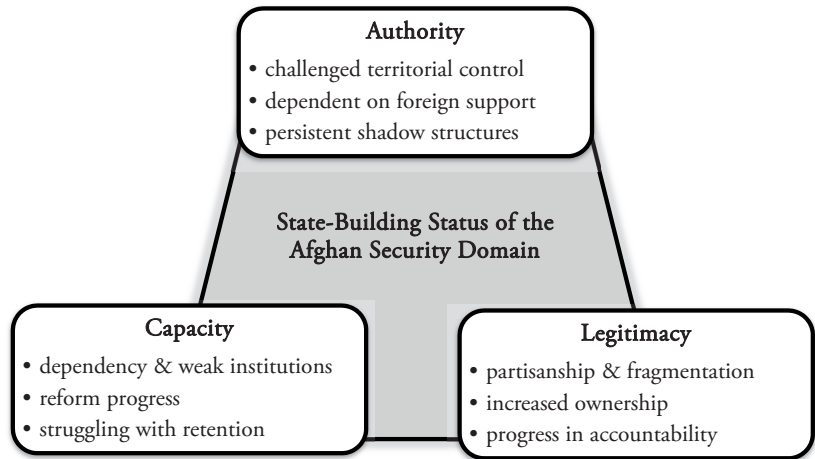 Authority
• challenged territorial control
• dependent on foreign support
• persistent shadow structures
State-Building Status of the
Afghan Security Domain
Capacity
• dependency & weak institutions
• reform progress
• struggling with retention
Legitimacy
• partisanship & fragmentation
• increased ownership
• progress in accountability